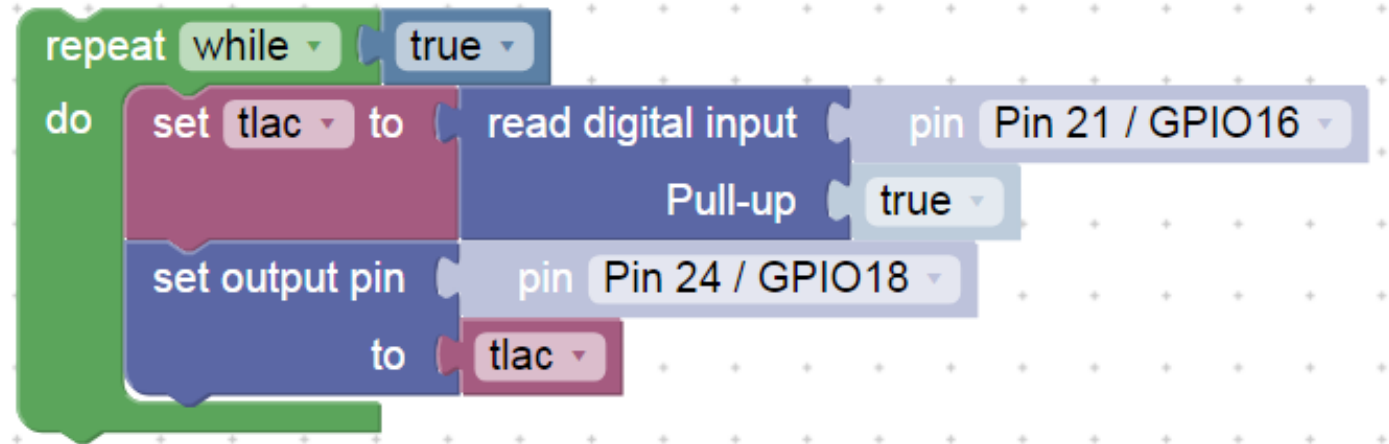 repeat while true
do set tlac to read digital input pin Pin 21 / GPIO16
Pull-up true
set output pin pin Pin 24 / GPIO18
to tlac